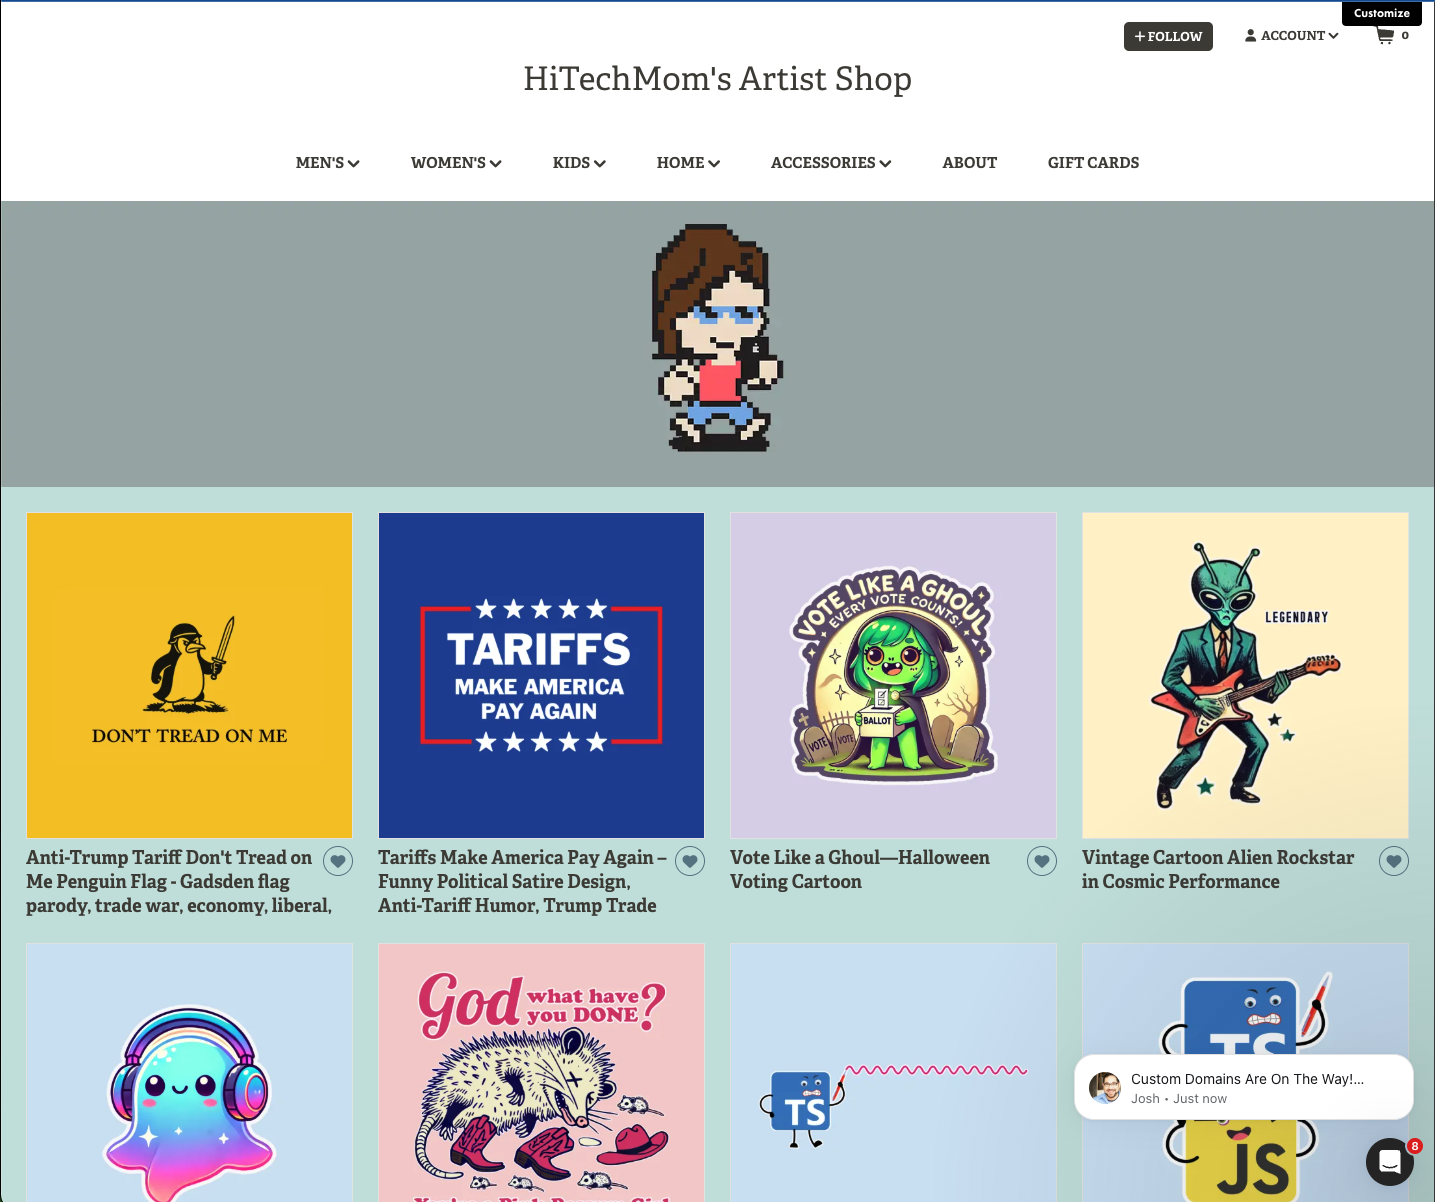 Customize
+ FOLLOW
ACCOUNT
0
HiTechMom's Artist Shop
MEN'S
WOMEN'S
KIDS
HOME
ACCESSORIES
ABOUT
GIFT CARDS
DON'T TREAD ON ME
TARIFFS
MAKE AMERICA
PAY AGAIN
VOTE LIKE A GHOUL
EVERY VOTE COUNTS!
BALLOT
VOTE
VOTE
LEGENDARY
Anti-Trump Tariff Don't Tread on
Me Penguin Flag - Gadsden flag
parody, trade war, economy, liberal,
Tariffs Make America Pay Again –
Funny Political Satire Design,
Anti-Tariff Humor, Trump Trade
Vote Like a Ghoul—Halloween
Voting Cartoon
Vintage Cartoon Alien Rockstar
in Cosmic Performance
God what have
you DONE?
TS
TS
JS
Custom Domains Are On The Way!...
Josh • Just now
8